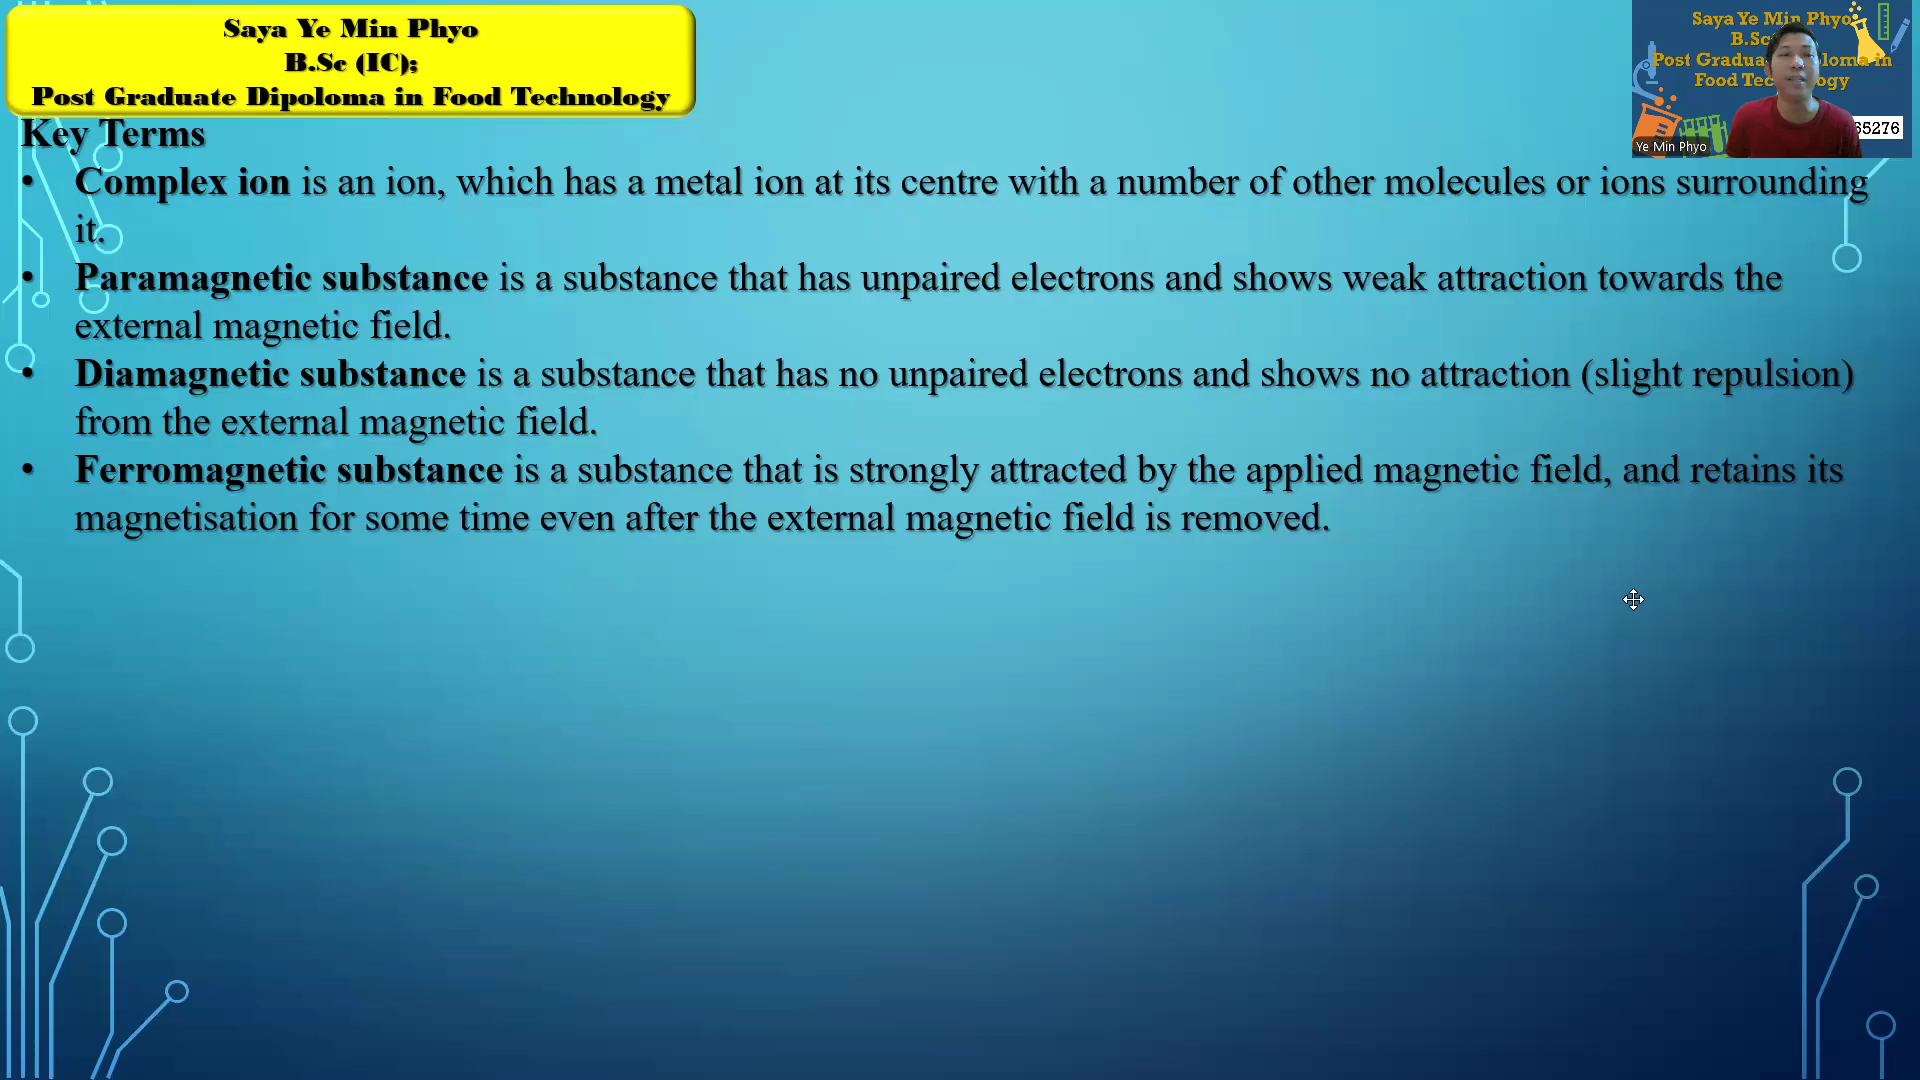 Saya Ye Min Phyo
B.Sc (IC);
Post Graduate Dipoloma in Food Technology
Key Terms
• Complex ion is an ion, which has a metal ion at its centre with a number of other molecules or ions surrounding
it.
• Paramagnetic substance is a substance that has unpaired electrons and shows weak attraction towards the
external magnetic field.
• Diamagnetic substance is a substance that has no unpaired electrons and shows no attraction (slight repulsion)
from the external magnetic field.
• Ferromagnetic substance is a substance that is strongly attracted by the applied magnetic field, and retains its
magnetisation for some time even after the external magnetic field is removed.
Saya Ye Min Phyo
B.Sc
Post Gradua loma in
Food Tec ogy
65276
Ye Min Phyo